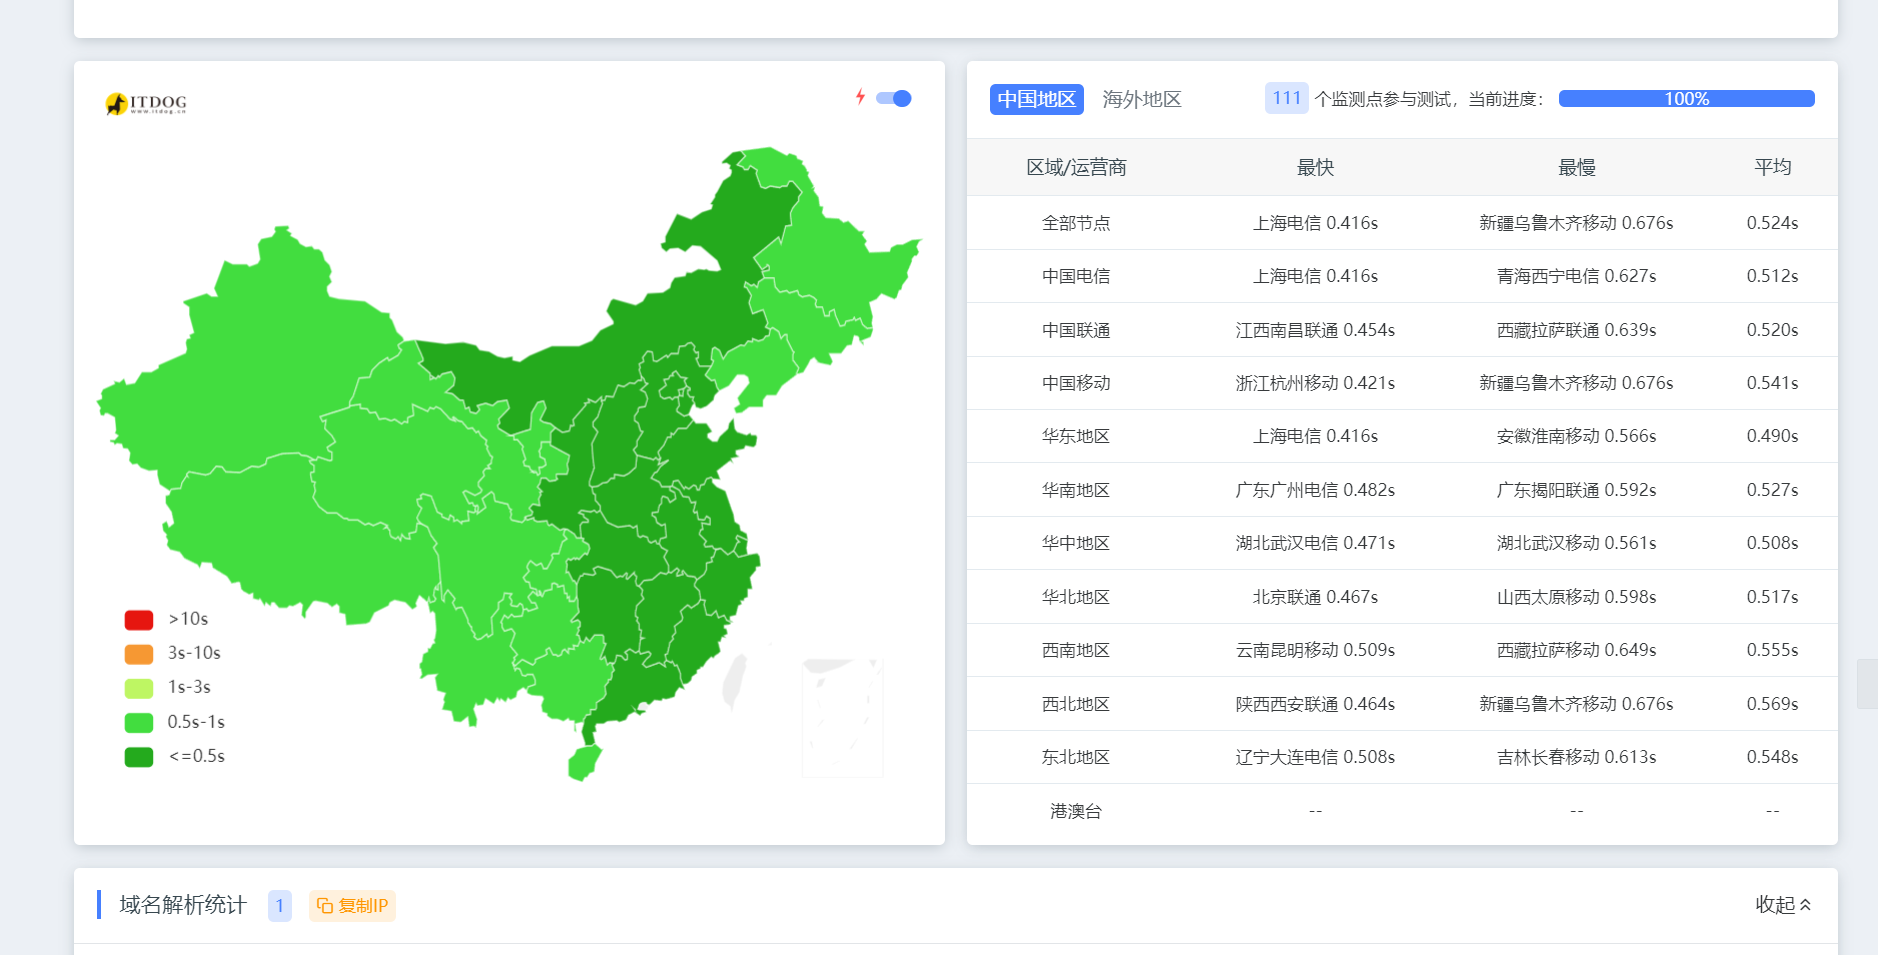 ITDOG
www.itdog.cn
>10s
3s-10s
1s-3s
0.5s-1s
<=0.5s
中国地区 海外地区 111 个监测点参与测试，当前进度： 100%
区域/运营商 最快 最慢 平均
全部节点 上海电信 0.416s 新疆乌鲁木齐移动 0.676s 0.524s
中国电信 上海电信 0.416s 青海西宁电信 0.627s 0.512s
中国联通 江西南昌联通 0.454s 西藏拉萨联通 0.639s 0.520s
中国移动 浙江杭州移动 0.421s 新疆乌鲁木齐移动 0.676s 0.541s
华东地区 上海电信 0.416s 安徽淮南移动 0.566s 0.490s
华南地区 广东广州电信 0.482s 广东揭阳联通 0.592s 0.527s
华中地区 湖北武汉电信 0.471s 湖北武汉移动 0.561s 0.508s
华北地区 北京联通 0.467s 山西太原移动 0.598s 0.517s
西南地区 云南昆明移动 0.509s 西藏拉萨移动 0.649s 0.555s
西北地区 陕西西安联通 0.464s 新疆乌鲁木齐移动 0.676s 0.569s
东北地区 辽宁大连电信 0.508s 吉林长春移动 0.613s 0.548s
港澳台 -- -- --
域名解析统计 1 复制IP 收起